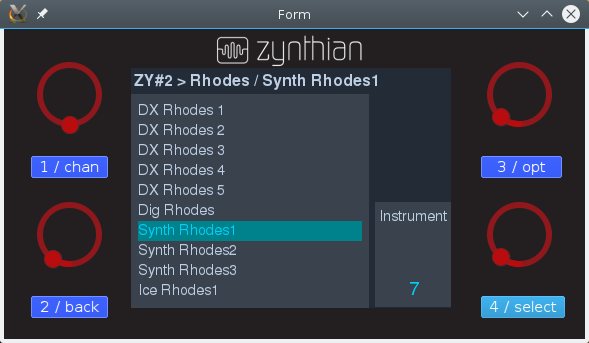 Form
zynthian
ZY#2 > Rhodes / Synth Rhodes1
DX Rhodes 1
DX Rhodes 2
DX Rhodes 3
DX Rhodes 4
DX Rhodes 5
Dig Rhodes
Synth Rhodes1
Synth Rhodes2
Synth Rhodes3
Ice Rhodes1
Instrument
7
1 / chan
2 / back
3 / opt
4 / select